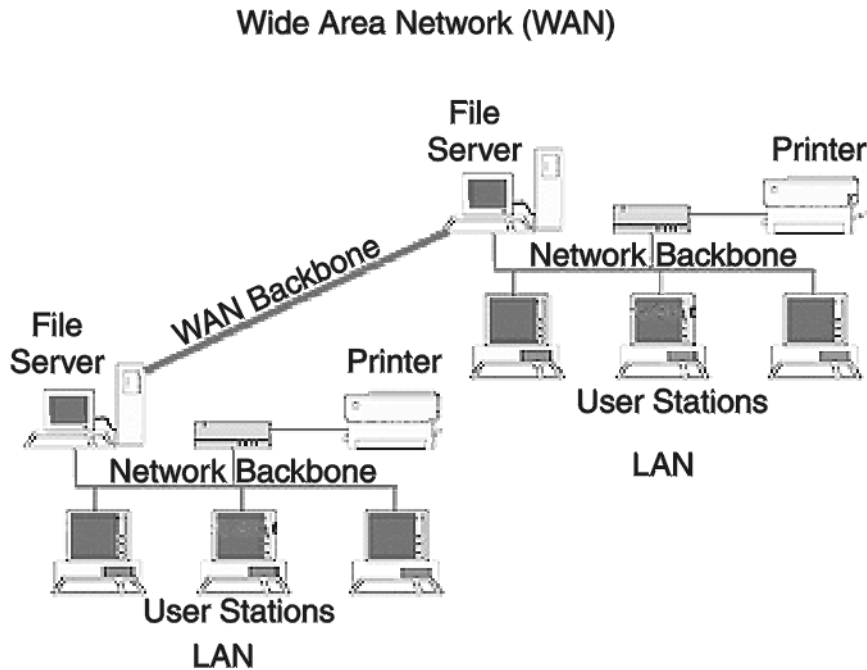 Wide Area Network (WAN)
File
Server
Printer
Network Backbone
User Stations
LAN
WAN Backbone
File
Server
Printer
Network Backbone
User Stations
LAN